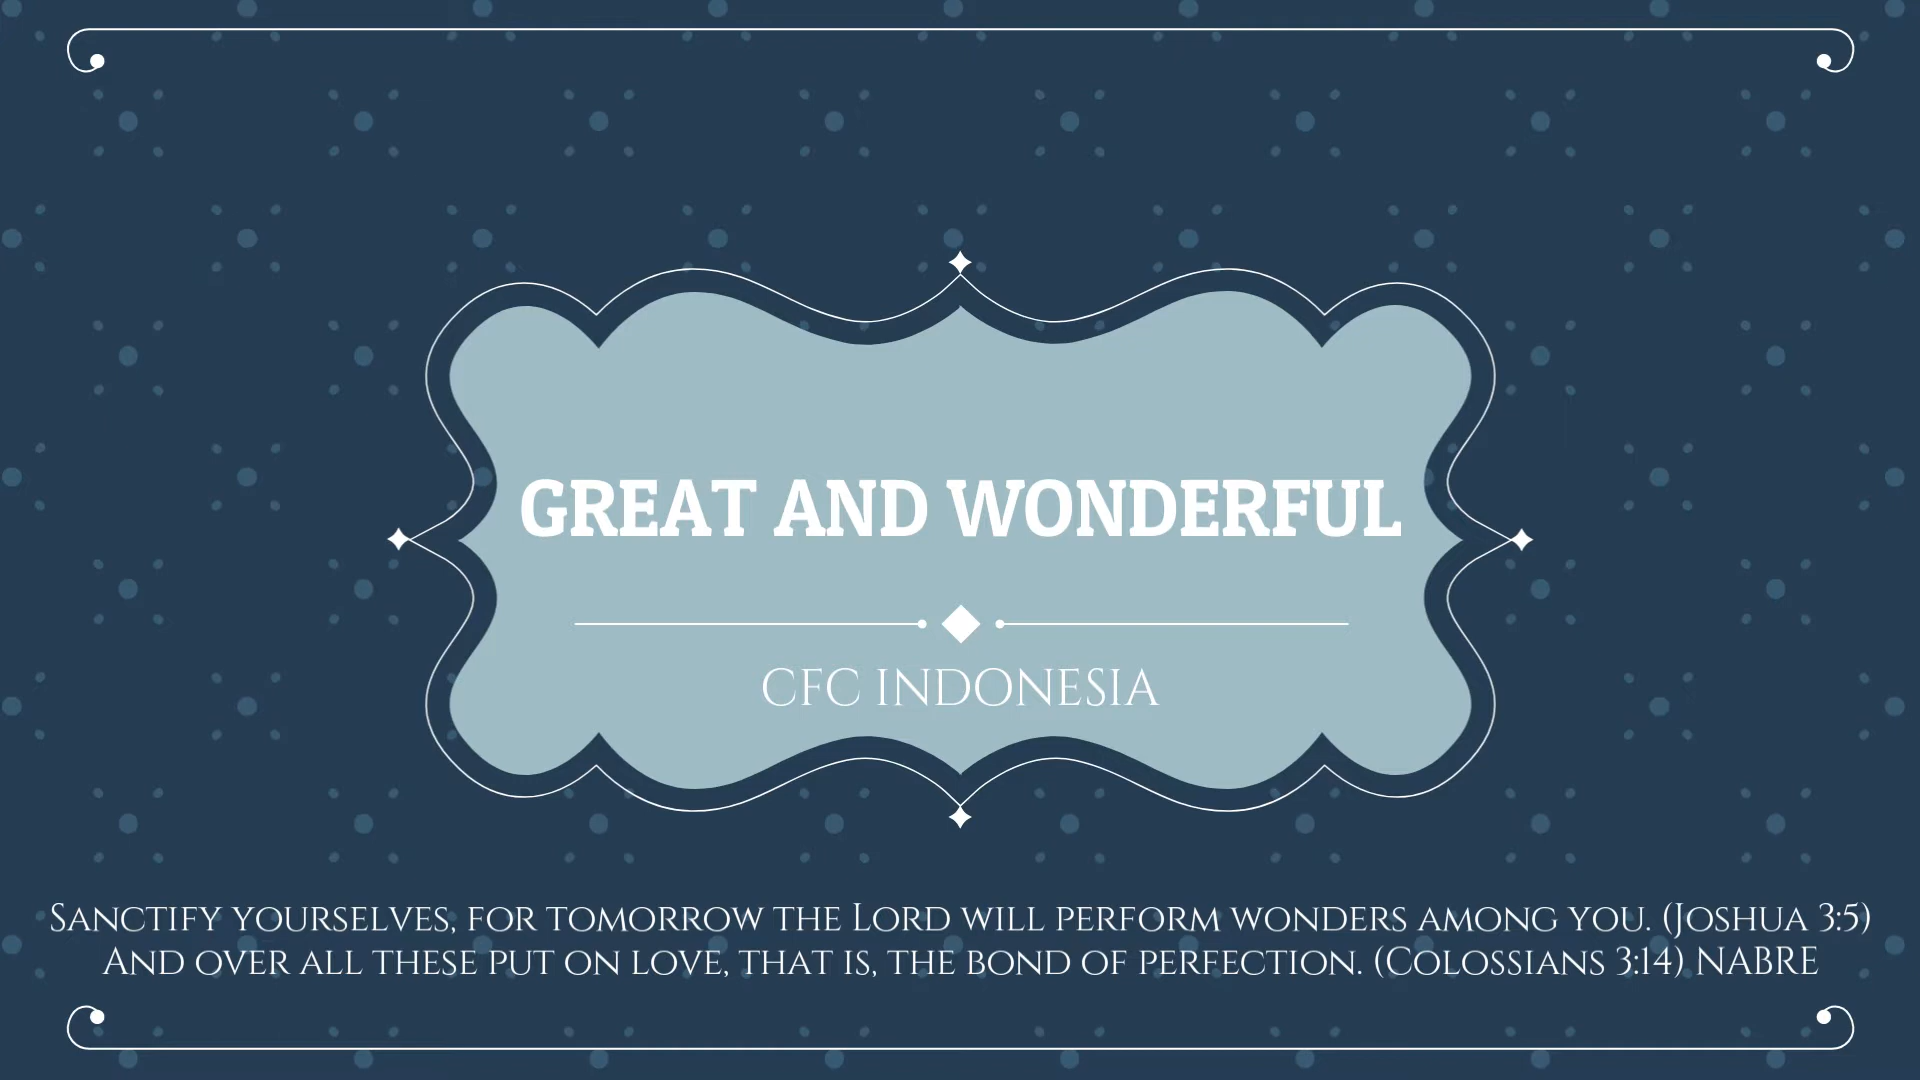 GREAT AND WONDERFUL
CFC INDONESIA
Sanctify yourselves, for tomorrow the Lord will perform wonders among you. (Joshua 3:5)
And over all these put on love, that is, the bond of perfection. (Colossians 3:14) NABRE